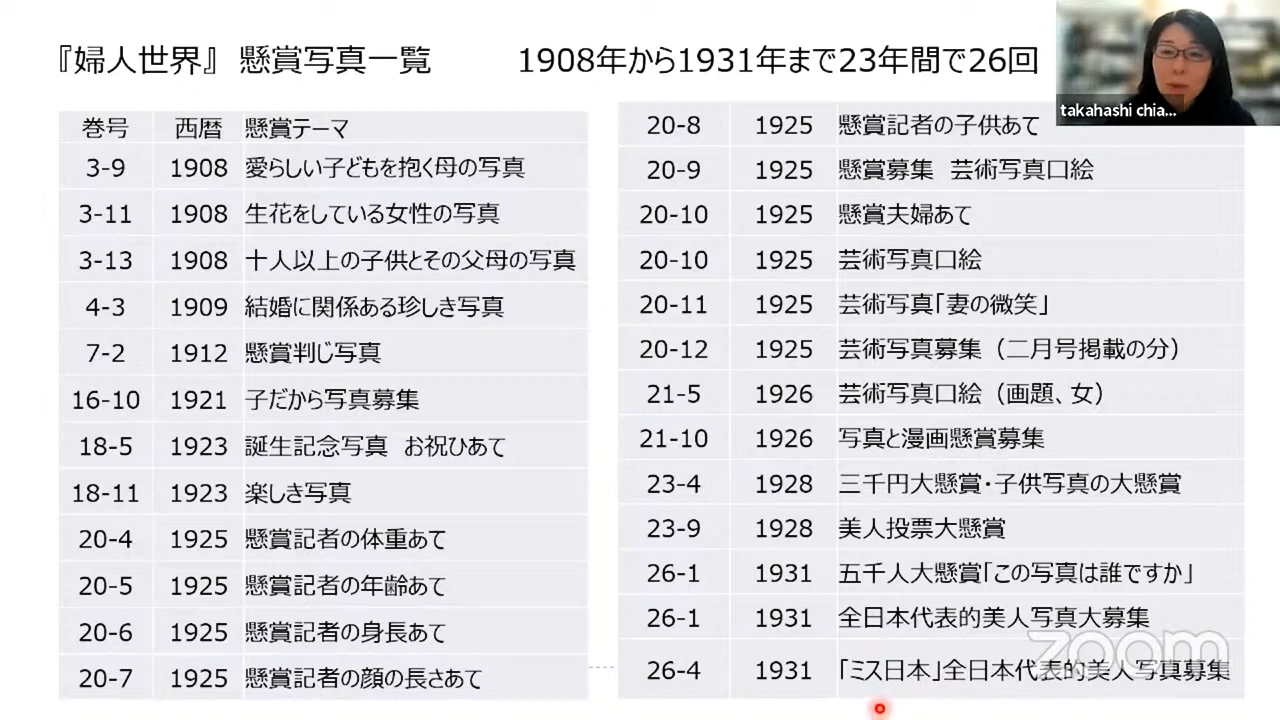 『婦人世界』 懸賞写真一覧 1908年から1931年まで23年間で26回
takahashi chia...
巻号 西暦 懸賞テーマ
3-9 1908 愛らしい子どもを抱く母の写真
3-11 1908 生花をしている女性の写真
3-13 1908 十人以上の子供とその父母の写真
4-3 1909 結婚に関係ある珍しき写真
7-2 1912 懸賞判じ写真
16-10 1921 子だから写真募集
18-5 1923 誕生記念写真 お祝ひあて
18-11 1923 楽しき写真
20-4 1925 懸賞記者の体重あて
20-5 1925 懸賞記者の年齢あて
20-6 1925 懸賞記者の身長あて
20-7 1925 懸賞記者の顔の長さあて
20-8 1925 懸賞記者の子供あて
20-9 1925 懸賞募集 芸術写真口絵
20-10 1925 懸賞夫婦あて
20-10 1925 芸術写真口絵
20-11 1925 芸術写真「妻の微笑」
20-12 1925 芸術写真募集（二月号掲載の分）
21-5 1926 芸術写真口絵（画題、女）
21-10 1926 写真と漫画懸賞募集
23-4 1928 三千円大懸賞・子供写真の大懸賞
23-9 1928 美人投票大懸賞
26-1 1931 五千人大懸賞「この写真は誰ですか」
26-1 1931 全日本代表的美人写真大募集
26-4 1931 「ミス日本」全日本代表的美人写真募集
zoom